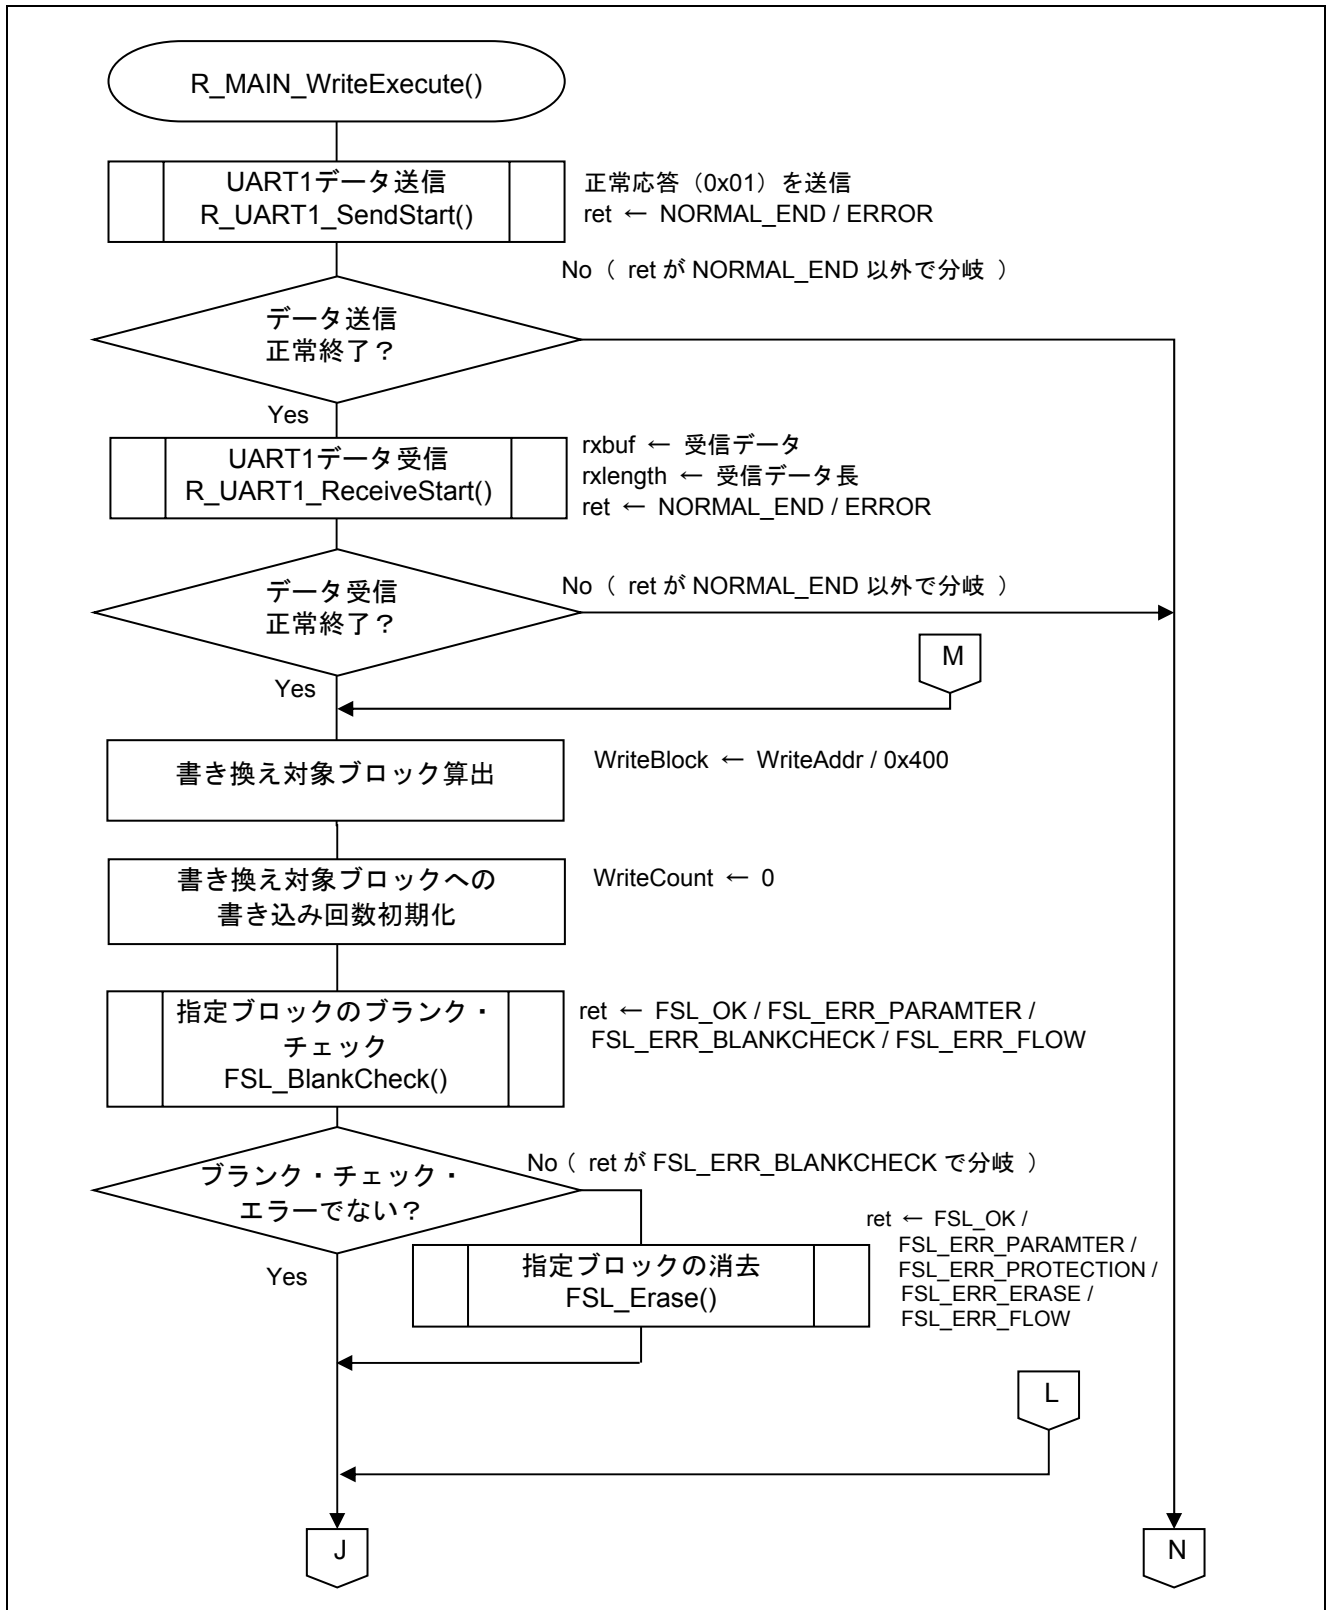 R_MAIN_WriteExecute()
UART1データ送信
R_UART1_SendStart()
正常応答（0x01）を送信
ret ← NORMAL_END / ERROR
No（ ret が NORMAL_END 以外で分岐 ）
データ送信
正常終了？
Yes
UART1データ受信
R_UART1_ReceiveStart()
rxbuf ← 受信データ
rxlength ← 受信データ長
ret ← NORMAL_END / ERROR
No（ ret が NORMAL_END 以外で分岐 ）
データ受信
正常終了？
M
Yes
書き換え対象ブロック算出
WriteBlock ← WriteAddr / 0x400
書き換え対象ブロックへの
書き込み回数初期化
WriteCount ← 0
指定ブロックのブランク・
チェック
FSL_BlankCheck()
ret ← FSL_OK / FSL_ERR_PARAMTER /
FSL_ERR_BLANKCHECK / FSL_ERR_FLOW
No（ ret が FSL_ERR_BLANKCHECK で分岐 ）
ブランク・チェック・
エラーでない？
Yes
指定ブロックの消去
FSL_Erase()
ret ← FSL_OK /
FSL_ERR_PARAMTER /
FSL_ERR_PROTECTION /
FSL_ERR_ERASE /
FSL_ERR_FLOW
L
J
N